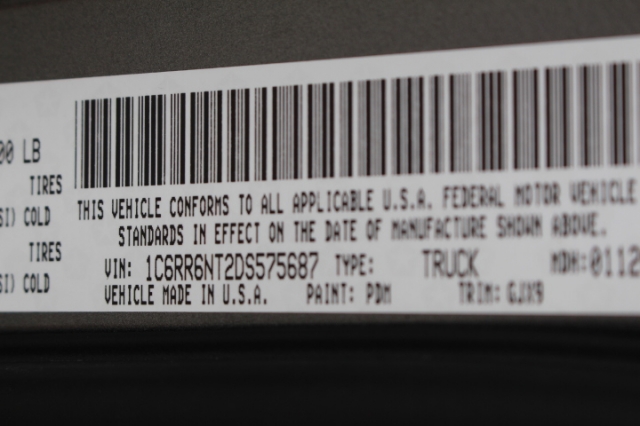 00 LB
TIRES
SI) COLD
TIRES
SI) COLD
THIS VEHICLE CONFORMS TO ALL APPLICABLE U.S.A. FEDERAL MOTOR VEHICLE
STANDARDS IN EFFECT ON THE DATE OF MANUFACTURE SHOWN ABOVE.
VIN: 1C6RR6NT2DS575687 TYPE: TRUCK MDH: 0112
VEHICLE MADE IN U.S.A. PAINT: PDM TRIM: GJX9